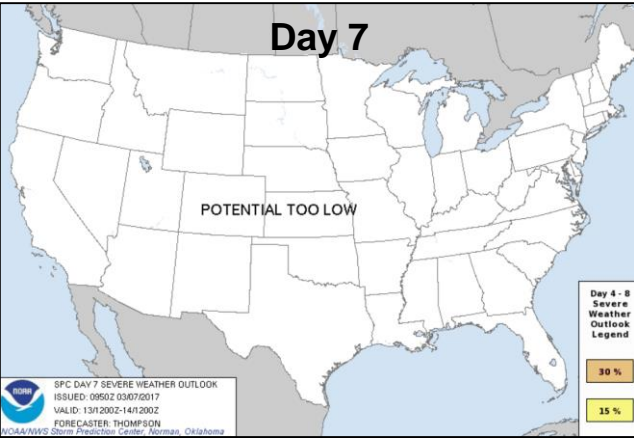 Day 7
POTENTIAL TOO LOW
Day 4 - 8
Severe
Weather
Outlook
Legend
30 %
15 %
NOAA
SPC DAY 7 SEVERE WEATHER OUTLOOK
ISSUED: 0950Z 03/07/2017
VALID: 13/1200Z-14/1200Z
FORECASTER: THOMPSON
NOAA/NWS Storm Prediction Center, Norman, Oklahoma